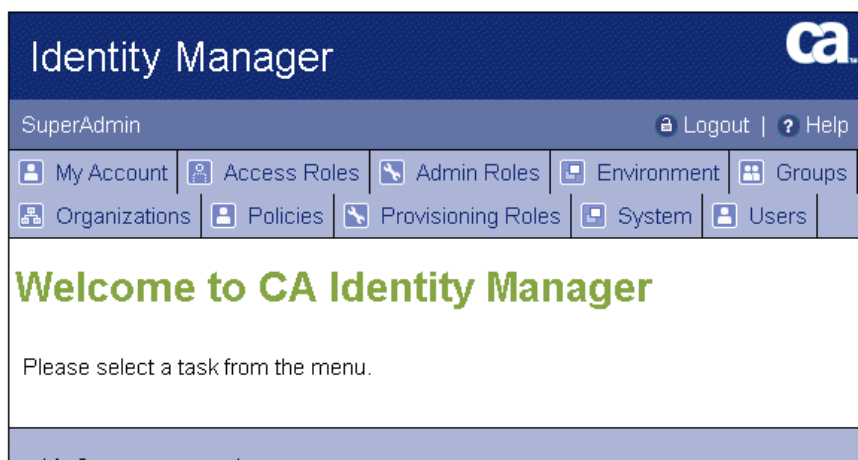 Identity Manager
ca
SuperAdmin
Logout | ? Help
My Account Access Roles Admin Roles Environment Groups
Organizations Policies Provisioning Roles System Users
Welcome to CA Identity Manager
Please select a task from the menu.